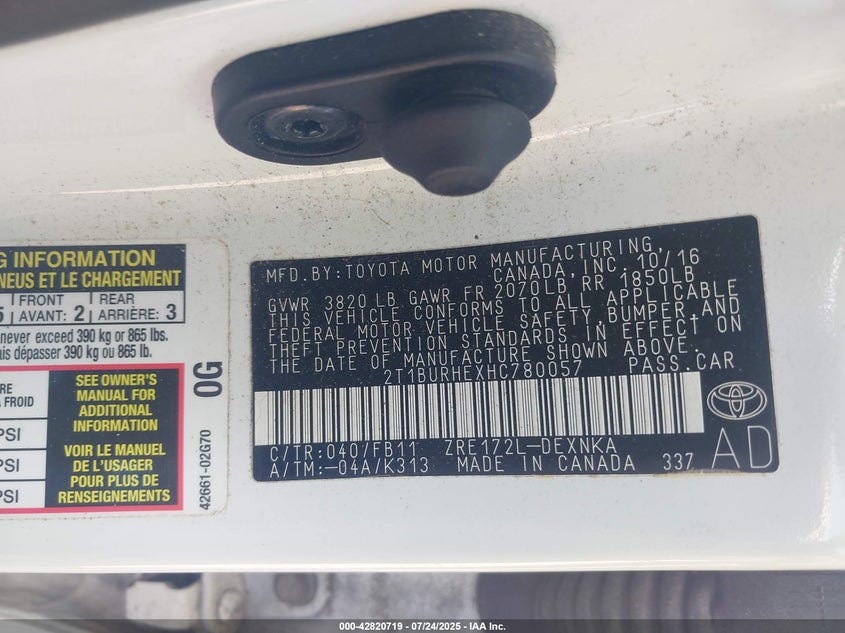 G INFORMATION
NEUS ET LE CHARGEMENT
5 FRONT AVANT: 2 REAR ARRIÈRE: 3
never exceed 390 kg or 865 lbs.
ais dépasser 390 kg ou 865 lb.
RE
A FROID
PSI
PSI
SEE OWNER'S
MANUAL FOR
ADDITIONAL
INFORMATION
VOIR LE MANUEL
DE L'USAGER
POUR PLUS DE
RENSEIGNEMENTS
0G
42661-02G70
MFD. BY: TOYOTA MOTOR MANUFACTURING,
CANADA, INC. 10/16
GVWR 3820 LB GAWR FR 2070LB RR 1850LB
THIS VEHICLE CONFORMS TO ALL APPLICABLE
FEDERAL MOTOR VEHICLE SAFETY, BUMPER, AND
THEFT PREVENTION STANDARDS IN EFFECT ON
THE DATE OF MANUFACTURE SHOWN ABOVE.
2T1BURHEXHC780057 PASS.CAR
C/TR: 040/FB11 ZRE172L-DEXNKA
A/TM: -04A/K313 MADE IN CANADA 337
AD
000-42820719 - 07/24/2025 - IAA Inc.